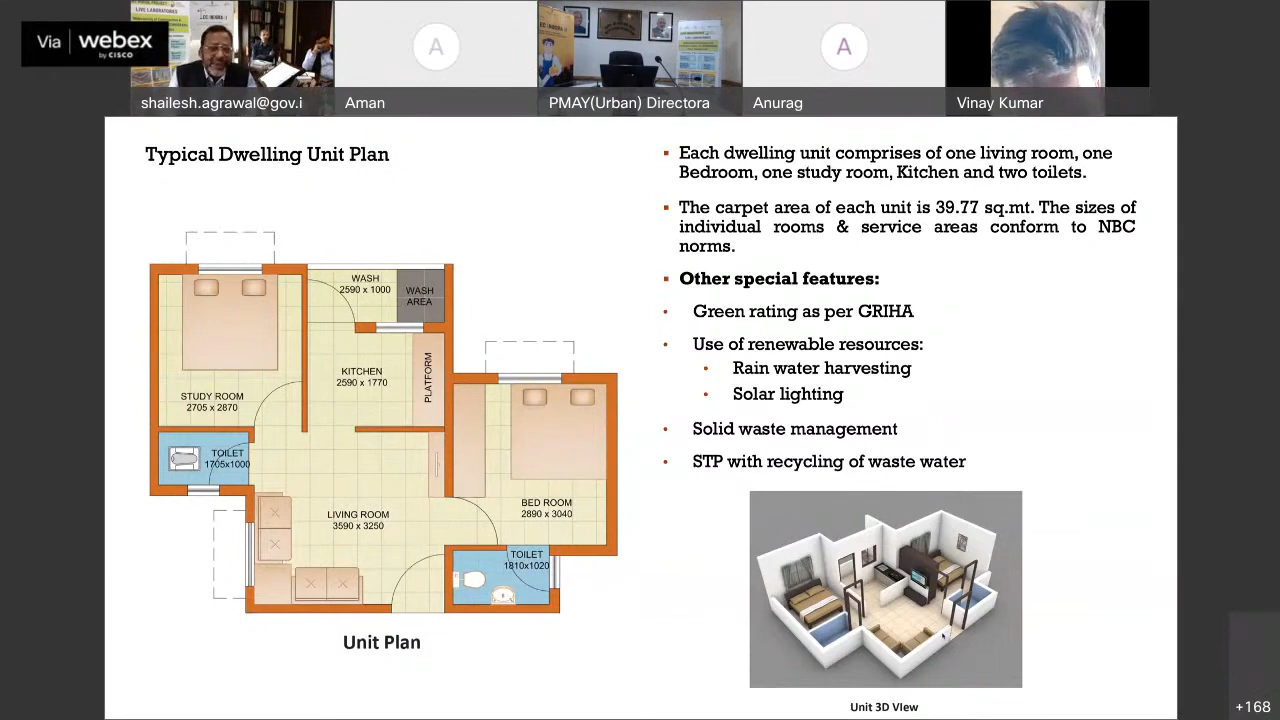 Via webex
by CISCO
shailesh.agrawal@gov.i
Aman
PMAY(Urban) Directora
Anurag
Vinay Kumar
A
A
Typical Dwelling Unit Plan
WASH
2590 x 1000
WASH
AREA
KITCHEN
2590 x 1770
PLATFORM
STUDY ROOM
2705 x 2870
TOILET
1705x1000
LIVING ROOM
3590 x 3250
BED ROOM
2890 x 3040
TOILET
1810x1020
Unit Plan
Each dwelling unit comprises of one living room, one
Bedroom, one study room, Kitchen and two toilets.
The carpet area of each unit is 39.77 sq.mt. The sizes of
individual rooms & service areas conform to NBC
norms.
Other special features:
Green rating as per GRIHA
Use of renewable resources:
Rain water harvesting
Solar lighting
Solid waste management
STP with recycling of waste water
Unit 3D VIew
+168